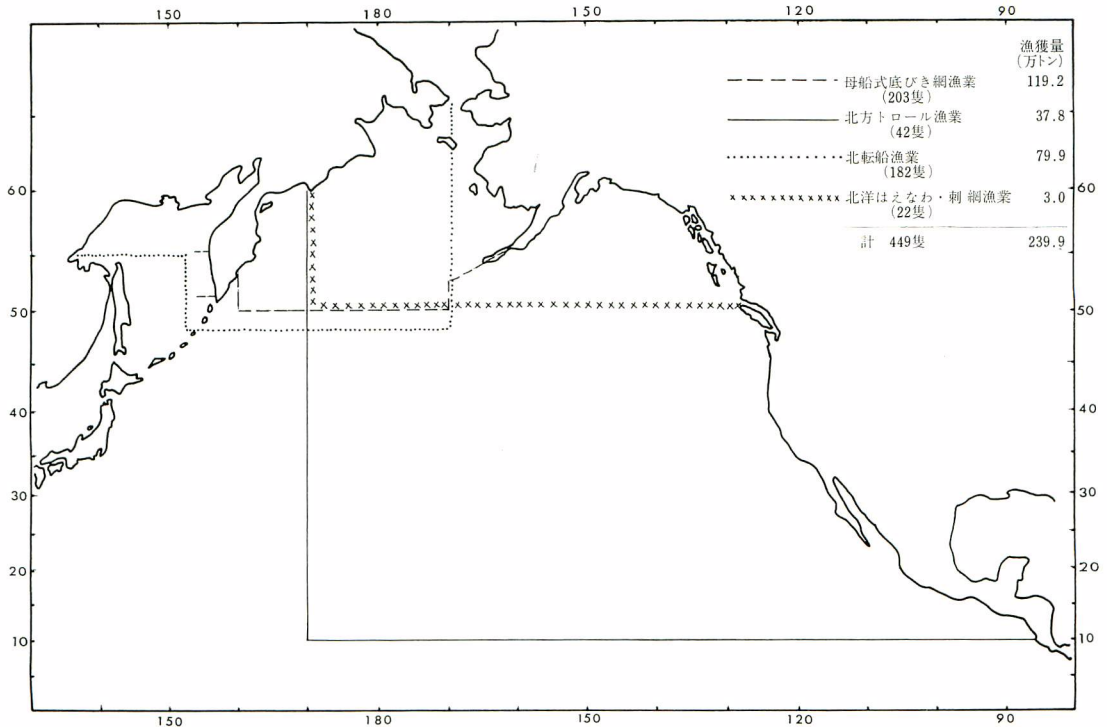 150 180 150 120 90
漁獲量
(万トン)
母船式底びき網漁業 119.2
(203隻)
北方トロール漁業 37.8
(42隻)
北転船漁業 79.9
(182隻)
北洋はえなわ・刺網漁業 3.0
(22隻)
計 449隻 239.9
60 60
50 50
40 40
30 30
20 20
10 10
150 180 150 120 90